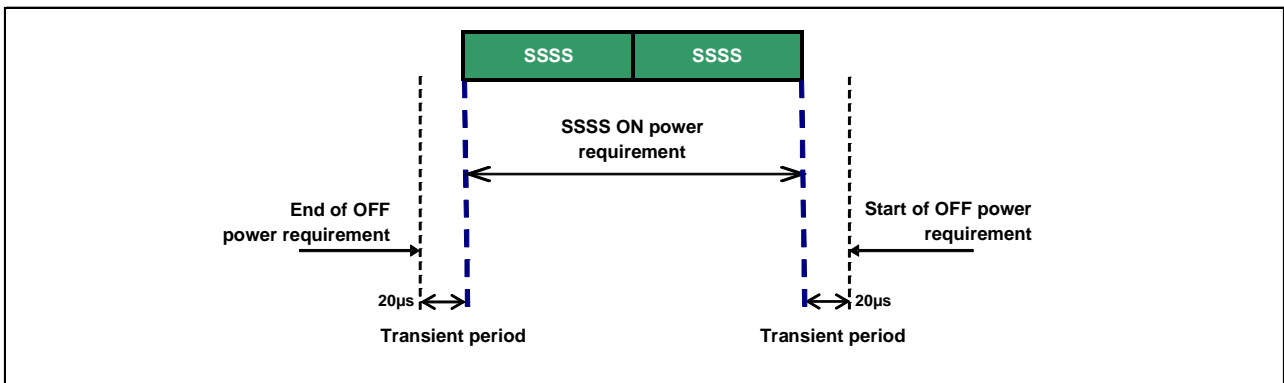 SSSS SSSS
SSSS ON power
requirement
End of OFF
power requirement
Start of OFF power
requirement
20µs
20µs
Transient period
Transient period